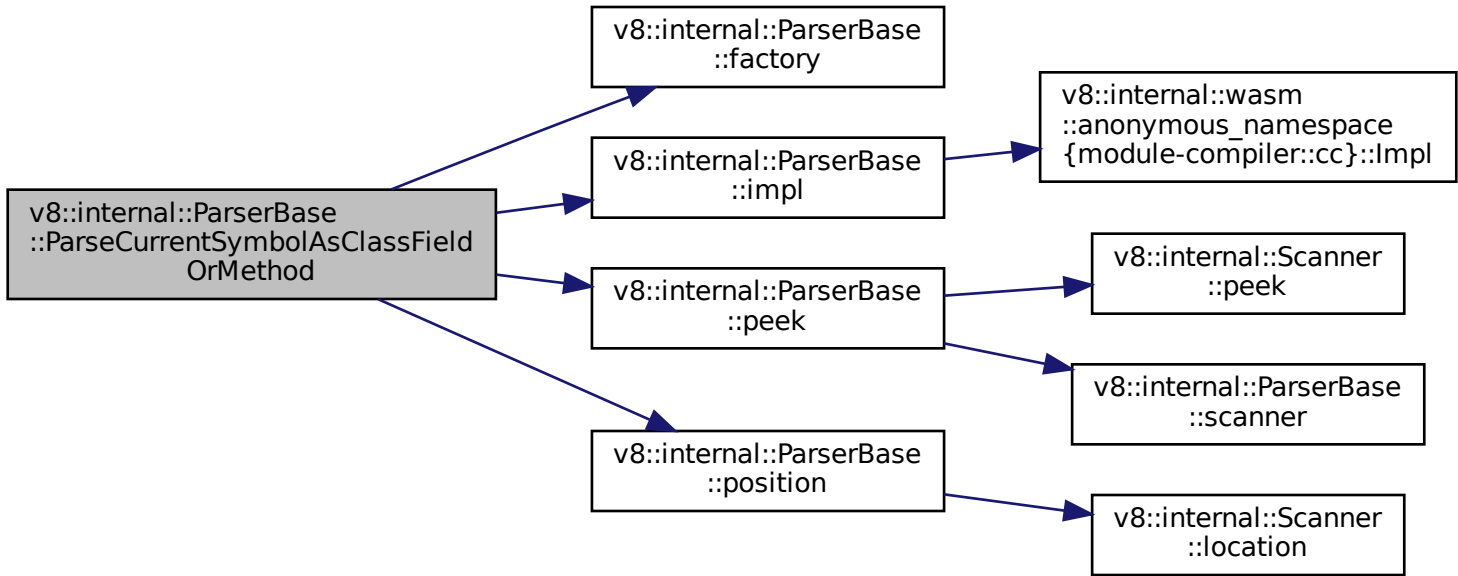 v8::internal::ParserBase
::ParseCurrentSymbolAsClassField
OrMethod
v8::internal::ParserBase
::factory
v8::internal::ParserBase
::impl
v8::internal::wasm
::anonymous_namespace
{module-compiler::cc}::Impl
v8::internal::ParserBase
::peek
v8::internal::Scanner
::peek
v8::internal::ParserBase
::scanner
v8::internal::ParserBase
::position
v8::internal::Scanner
::location